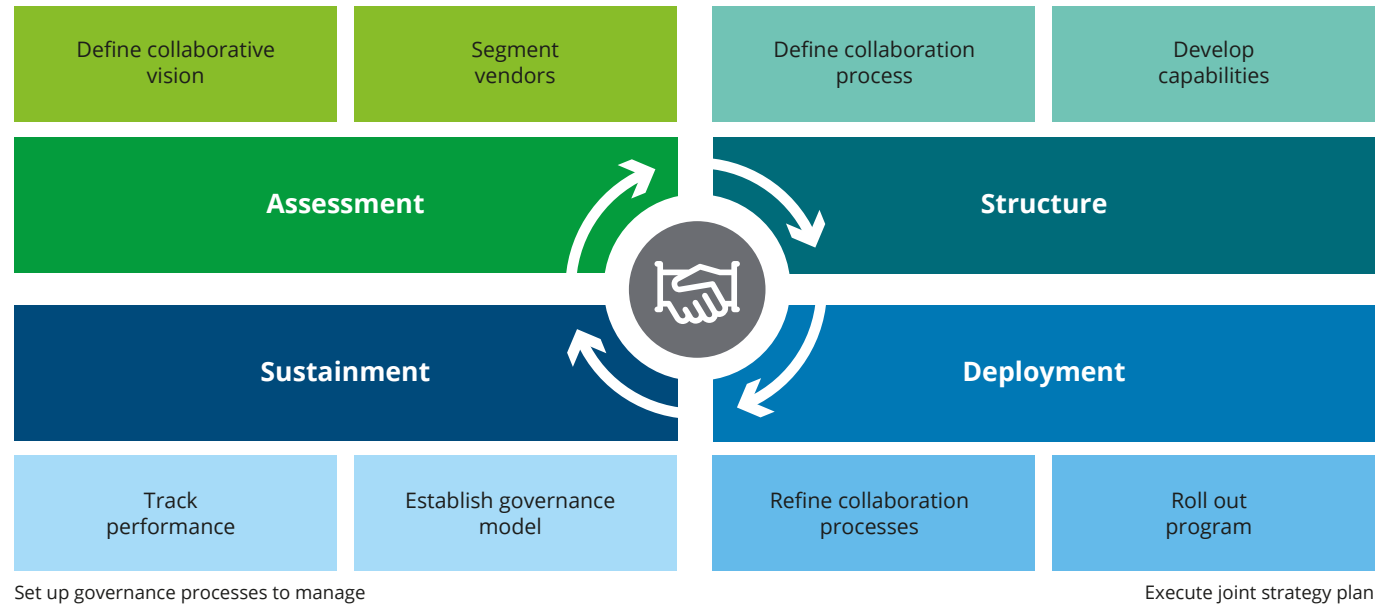 Define collaborative
vision
Segment
vendors
Define collaboration
process
Develop
capabilities
Assessment
Structure
Sustainment
Deployment
Track
performance
Establish governance
model
Refine collaboration
processes
Roll out
program
Set up governance processes to manage
Execute joint strategy plan